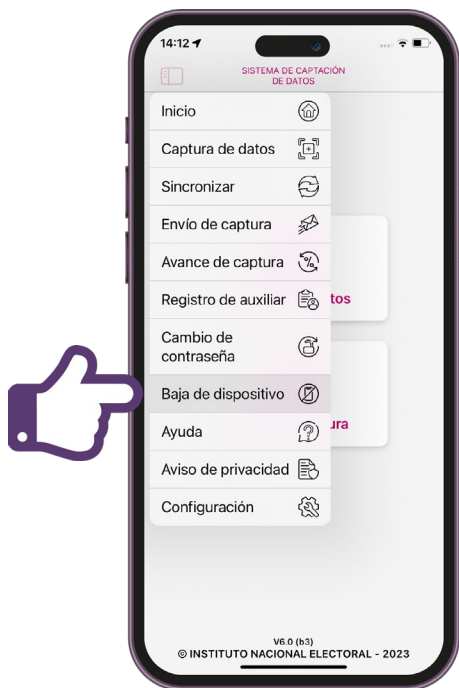 14:12
SISTEMA DE CAPTACIÓN
DE DATOS
Inicio
Captura de datos
Sincronizar
Envío de captura
Avance de captura
Registro de auxiliar
tos
Cambio de
contraseña
Baja de dispositivo
Ayuda
ura
Aviso de privacidad
Configuración
V6.0 (b3)
© INSTITUTO NACIONAL ELECTORAL - 2023